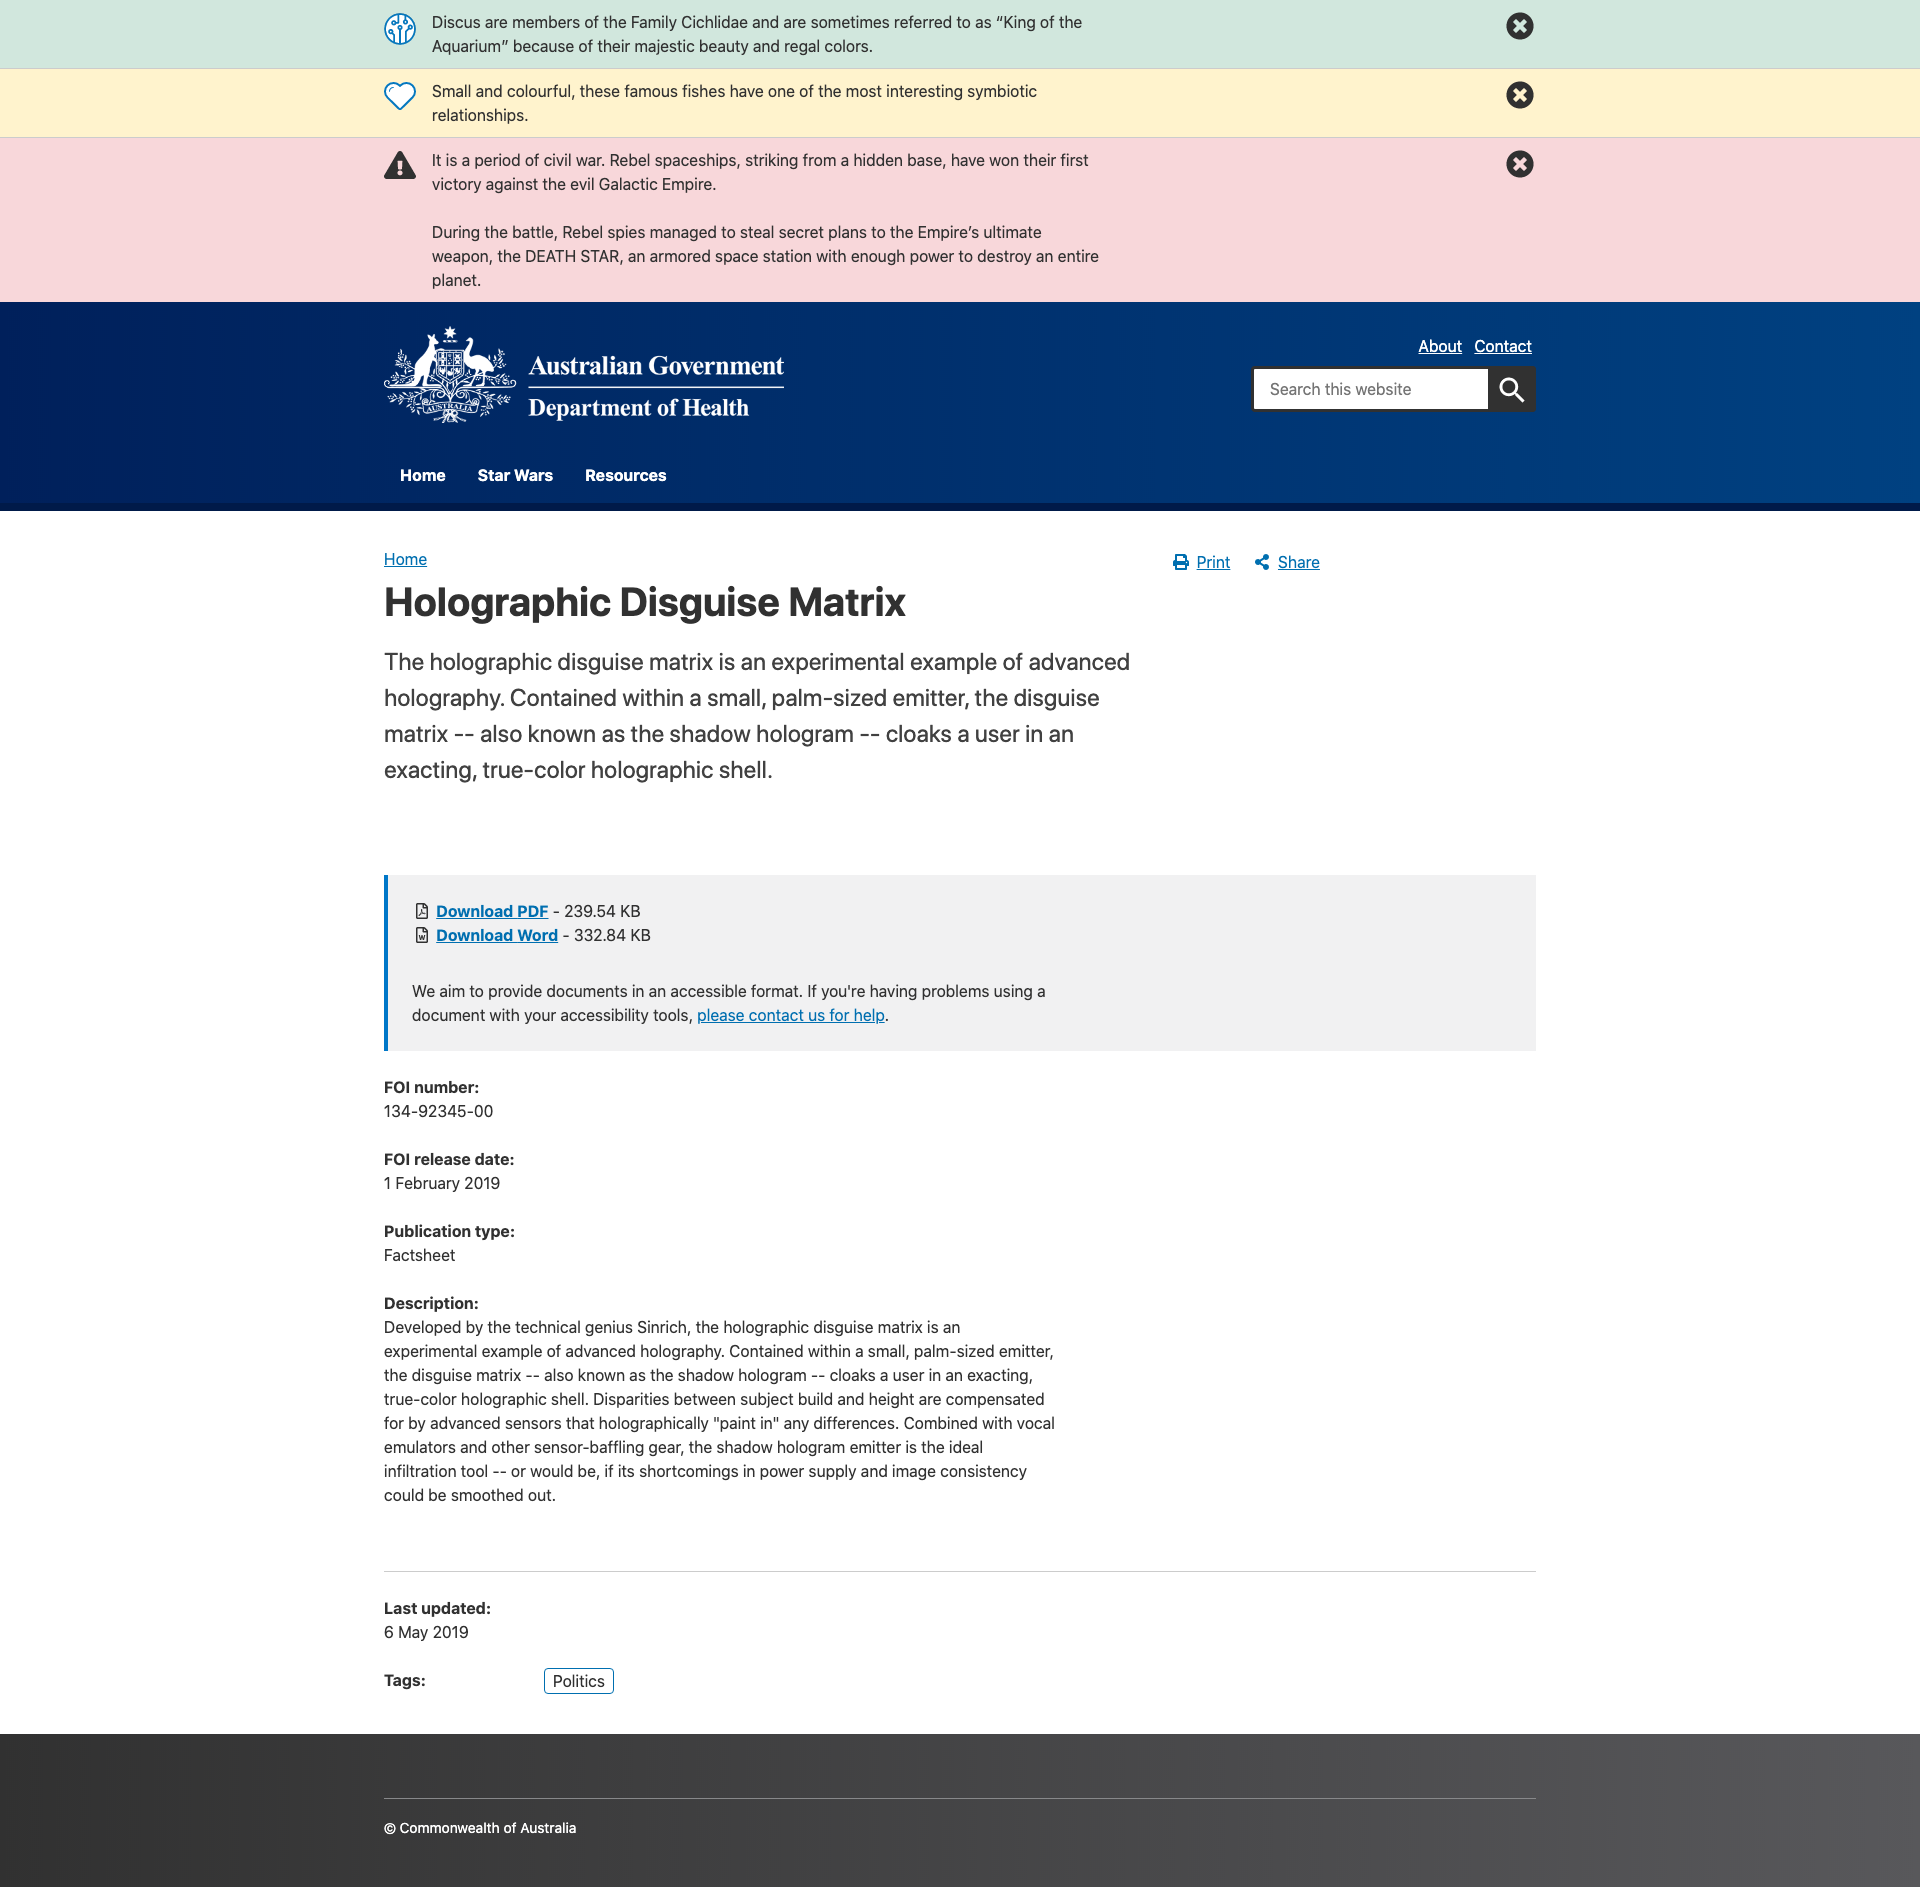 Discus are members of the Family Cichlidae and are sometimes referred to as “King of the
Aquarium” because of their majestic beauty and regal colors.
Small and colourful, these famous fishes have one of the most interesting symbiotic
relationships.
It is a period of civil war. Rebel spaceships, striking from a hidden base, have won their first
victory against the evil Galactic Empire.
During the battle, Rebel spies managed to steal secret plans to the Empire’s ultimate
weapon, the DEATH STAR, an armored space station with enough power to destroy an entire
planet.
AUSTRALIA
Australian Government
Department of Health
About Contact
Search this website
Home Star Wars Resources
Home
Print Share
Holographic Disguise Matrix
The holographic disguise matrix is an experimental example of advanced
holography. Contained within a small, palm-sized emitter, the disguise
matrix -- also known as the shadow hologram -- cloaks a user in an
exacting, true-color holographic shell.
Download PDF - 239.54 KB
Download Word - 332.84 KB
We aim to provide documents in an accessible format. If you're having problems using a
document with your accessibility tools, please contact us for help.
FOI number:
134-92345-00
FOI release date:
1 February 2019
Publication type:
Factsheet
Description:
Developed by the technical genius Sinrich, the holographic disguise matrix is an
experimental example of advanced holography. Contained within a small, palm-sized emitter,
the disguise matrix -- also known as the shadow hologram -- cloaks a user in an exacting,
true-color holographic shell. Disparities between subject build and height are compensated
for by advanced sensors that holographically "paint in" any differences. Combined with vocal
emulators and other sensor-baffling gear, the shadow hologram emitter is the ideal
infiltration tool -- or would be, if its shortcomings in power supply and image consistency
could be smoothed out.
Last updated:
6 May 2019
Tags: Politics
© Commonwealth of Australia